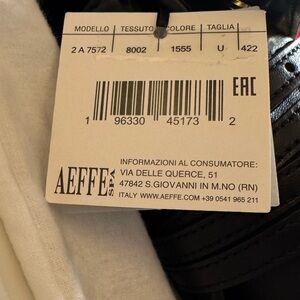 MODELLO TESSUTO COLORE TAGLIA
2 A 7572 8002 1555 U 422
EAC
1 96330 45173 2
INFORMAZIONI AL CONSUMATORE:
VIA DELLE QUERCE, 51
47842 S.GIOVANNI IN M.NO (RN)
ITALY WWW.AEFFE.COM +39 0541 965 211
AEFFE SPA